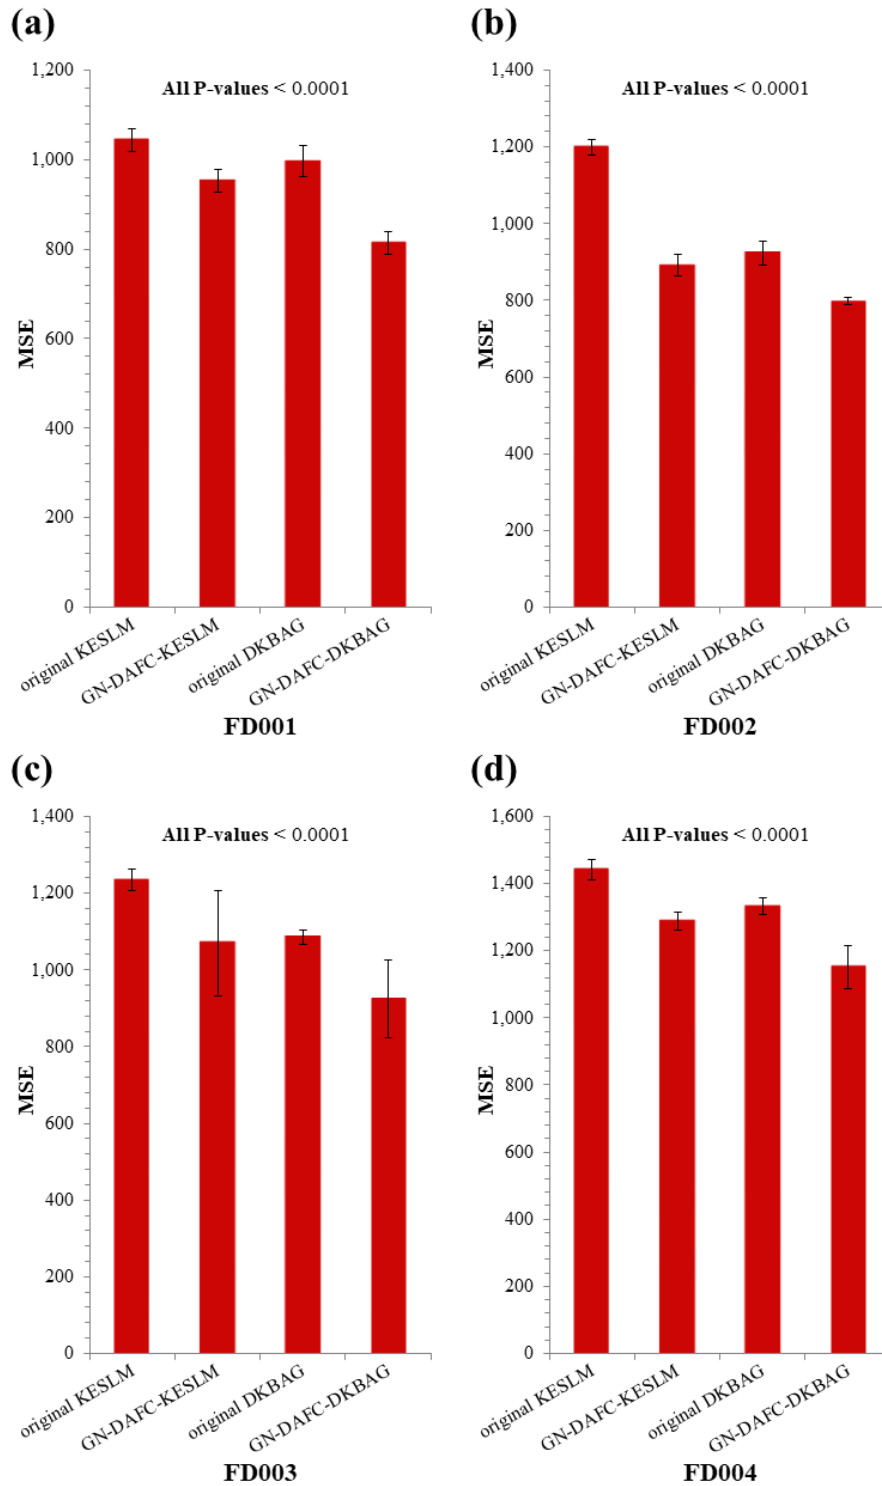 (a)
All P-values < 0.0001
1,200
1,000
800
600
400
200
0
MSE
original KESLM
GN-DAFC-KESLM
original DKBAG
GN-DAFC-DKBAG
FD001
(b)
All P-values < 0.0001
1,400
1,200
1,000
800
600
400
200
0
MSE
original KESLM
GN-DAFC-KESLM
original DKBAG
GN-DAFC-DKBAG
FD002
(c)
All P-values < 0.0001
1,400
1,200
1,000
800
600
400
200
0
MSE
original KESLM
GN-DAFC-KESLM
original DKBAG
GN-DAFC-DKBAG
FD003
(d)
All P-values < 0.0001
1,600
1,400
1,200
1,000
800
600
400
200
0
MSE
original KESLM
GN-DAFC-KESLM
original DKBAG
GN-DAFC-DKBAG
FD004